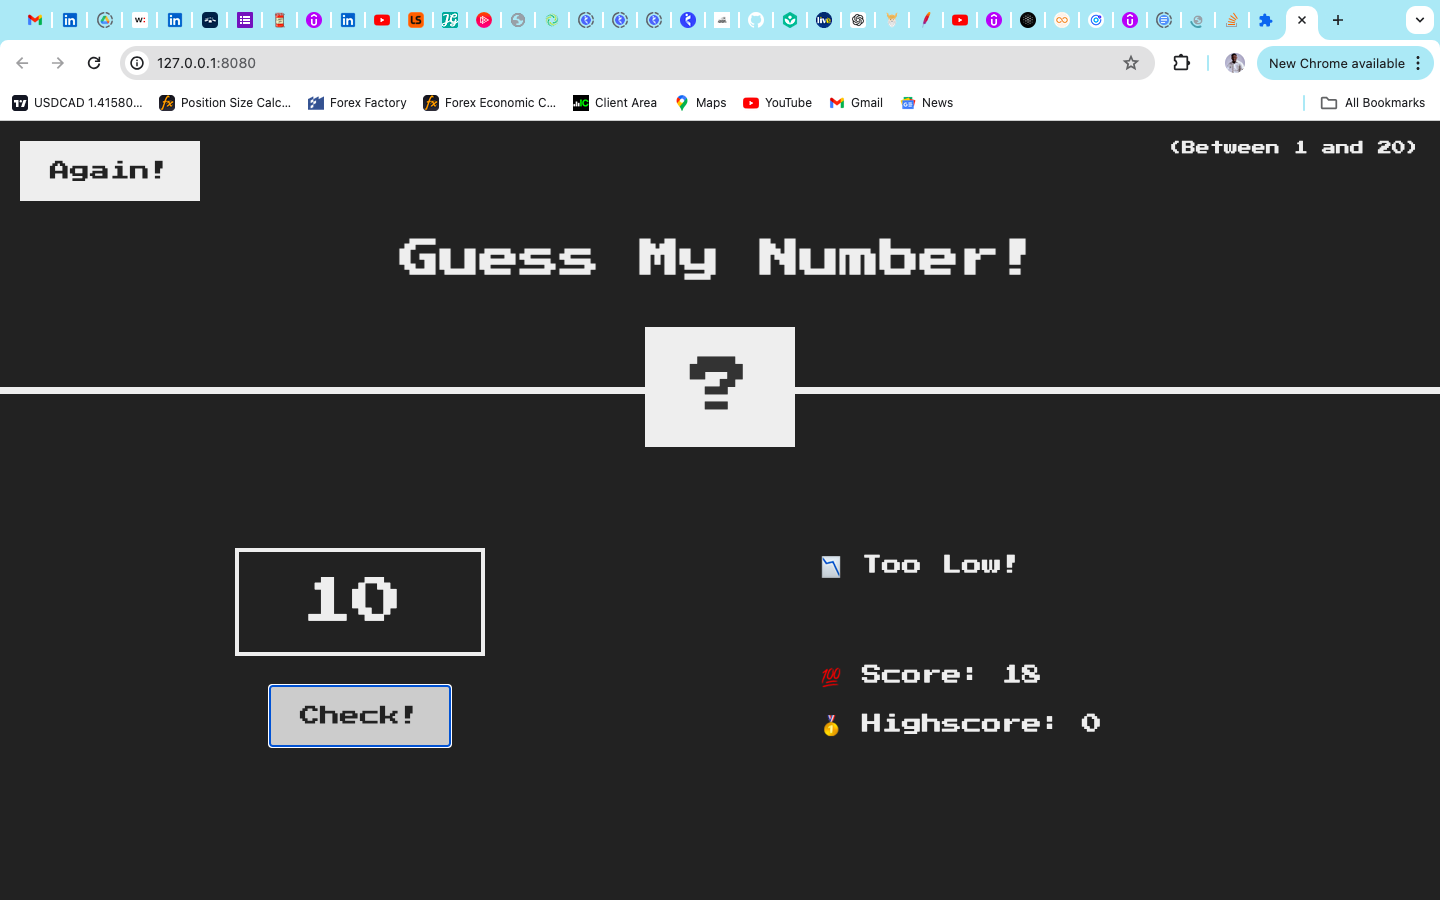 127.0.0.1:8080
New Chrome available
USDCAD 1.41580...
Position Size Calc...
Forex Factory
Forex Economic C...
Client Area
Maps
YouTube
Gmail
News
All Bookmarks
Again!
(Between 1 and 20)
Guess My Number!
?
10
Check!
📉 Too Low!
💯 Score: 18
🥇 Highscore: 0